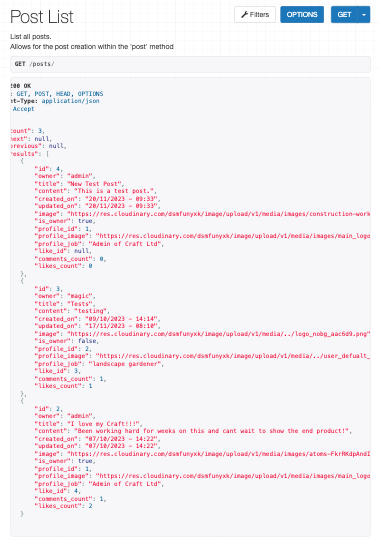 Post List
Filters
OPTIONS
GET
List all posts.
Allows for the post creation within the 'post' method
GET /posts/
200 OK
: GET, POST, HEAD, OPTIONS
nt-Type: application/json
Accept
count": 3,
next": null,
previous": null,
results": [
{
"id": 4,
"owner": "admin",
"title": "New Test Post",
"content": "This is a test post.",
"created_on": "20/11/2023 - 09:33",
"updated_on": "20/11/2023 - 09:33",
"image": "https://res.cloudinary.com/dsmfunyxk/image/upload/v1/media/images/construction-work
"is_owner": true,
"profile_id": 1,
"profile_image": "https://res.cloudinary.com/dsmfunyxk/image/upload/v1/media/images/main_logo
"profile_job": "Admin of Craft Ltd",
"like_id": null,
"comments_count": 0,
"likes_count": 0
},
{
"id": 3,
"owner": "magic",
"title": "Tests",
"content": "testing",
"created_on": "09/10/2023 - 14:14",
"updated_on": "17/11/2023 - 08:10",
"image": "https://res.cloudinary.com/dsmfunyxk/image/upload/v1/media/../logo_nobg_aac6d9.png"
"is_owner": false,
"profile_id": 2,
"profile_image": "https://res.cloudinary.com/dsmfunyxk/image/upload/v1/media/../user_defualt_
"profile_job": "landscape gardener",
"like_id": 3,
"comments_count": 1,
"likes_count": 1
},
{
"id": 2,
"owner": "admin",
"title": "I love my Craft!!!",
"content": "Been working hard for weeks on this and cant wait to show the end product!",
"created_on": "07/10/2023 - 14:22",
"updated_on": "07/10/2023 - 14:22",
"image": "https://res.cloudinary.com/dsmfunyxk/image/upload/v1/media/images/atoms-FkrRKdpAndI
"is_owner": true,
"profile_id": 1,
"profile_image": "https://res.cloudinary.com/dsmfunyxk/image/upload/v1/media/images/main_logo
"profile_job": "Admin of Craft Ltd",
"like_id": 4,
"comments_count": 1,
"likes_count": 2
}